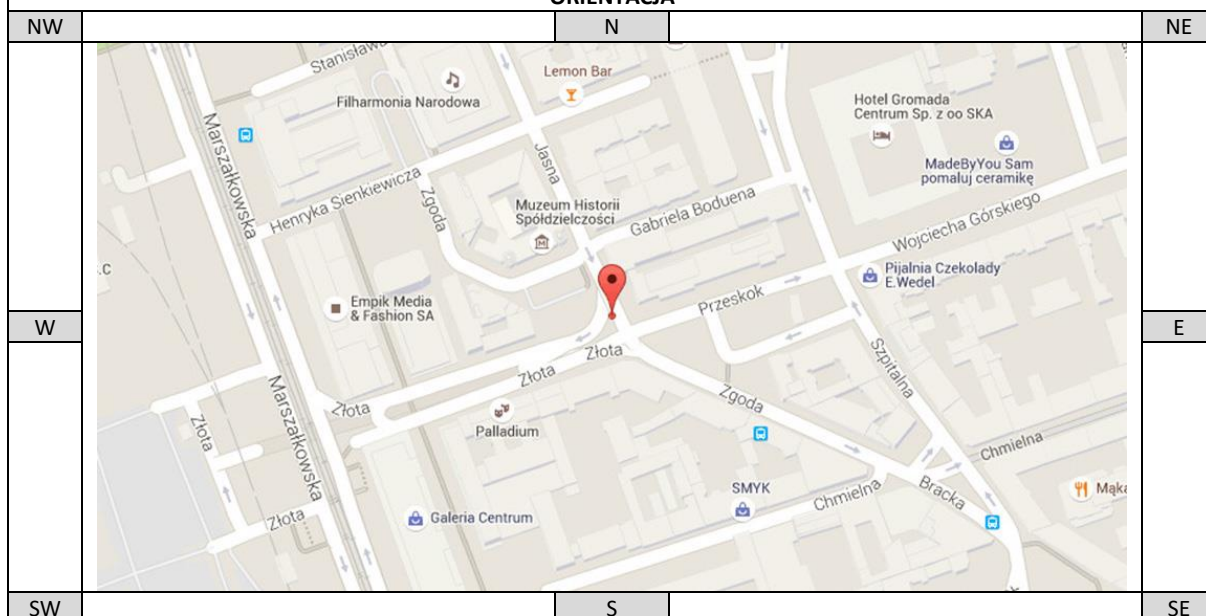 ORIENTACJA
NW
N
NE
Stanisława
Lemon Bar
Filharmonia Narodowa
Hotel Gromada
Centrum Sp. z oo SKA
Marszałkowska
Jasna
MadeByYou Sam
pomaluj ceramikę
Henryka Sienkiewicza
Zgoda
Muzeum Historii
Spółdzielczości
Gabriela Boduena
Wojciecha Górskiego
Pijalnia Czekolady
E.Wedel
Empik Media
& Fashion SA
Przeskok
W
E
Złota
Szpitalna
Złota
Marszałkowska
Złota
Zgoda
Złota
Palladium
Chmielna
SMYK
Chmielna
Bracka
Mąka
Złota
Galeria Centrum
SW
S
SE